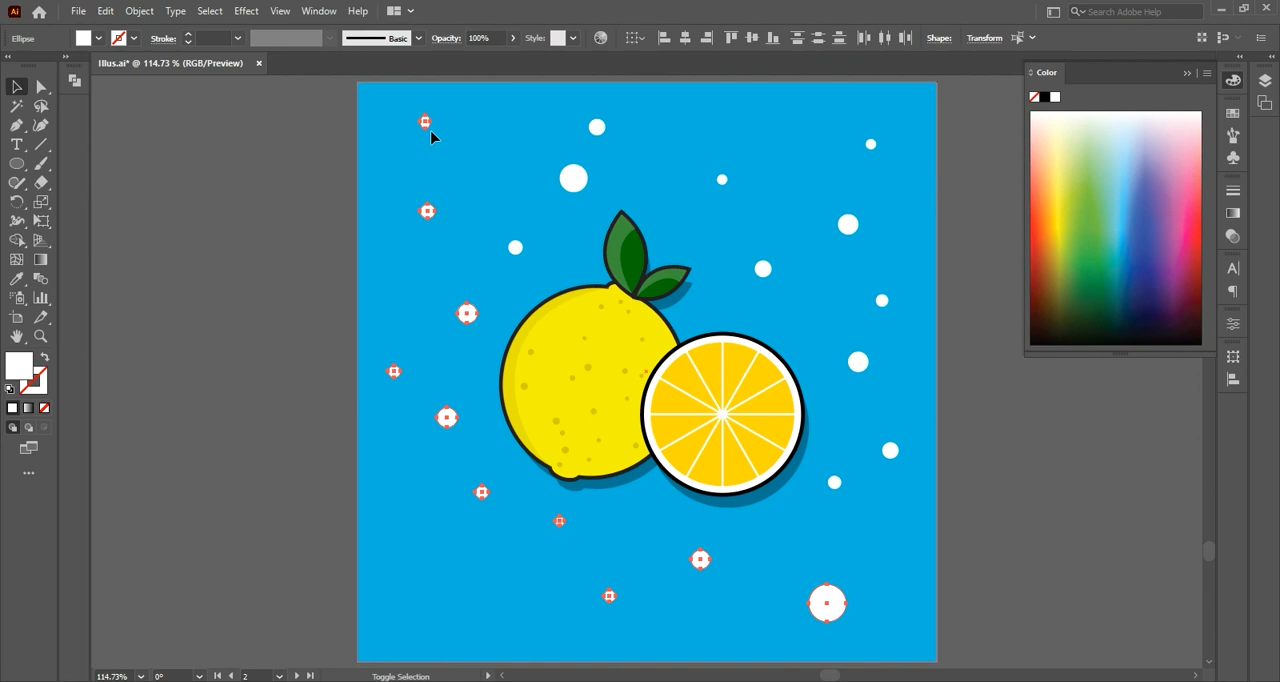 Ai File Edit Object Type Select Effect View Window Help Search Adobe Help
Ellipse Stroke: Basic Opacity: 100% Style: Shape: Transform
Illus.ai* @ 114.73 % (RGB/Preview)
Color
114.73% 0° 2 Toggle Selection